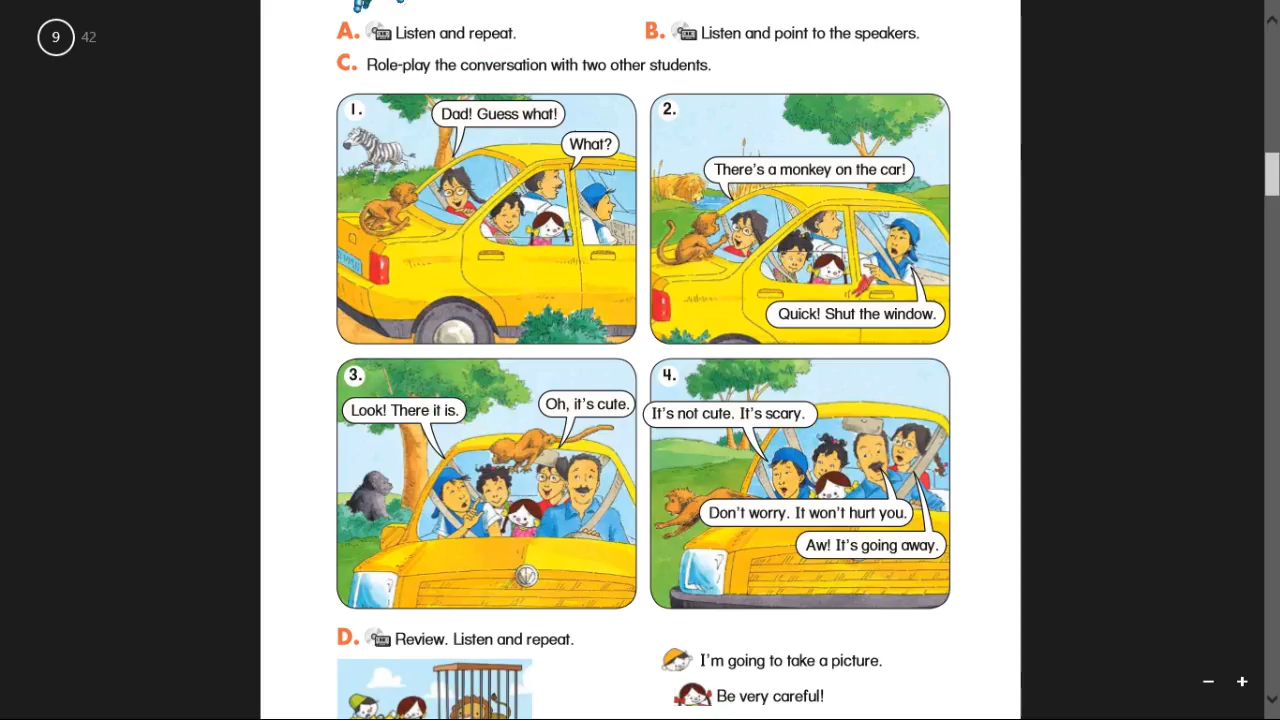 9 42
A. Listen and repeat.
B. Listen and point to the speakers.
C. Role-play the conversation with two other students.
1.
Dad! Guess what!
What?
2.
There's a monkey on the car!
Quick! Shut the window.
3.
Look! There it is.
Oh, it's cute.
4.
It's not cute. It's scary.
Don't worry. It won't hurt you.
Aw! It's going away.
D. Review. Listen and repeat.
I'm going to take a picture.
Be very careful!